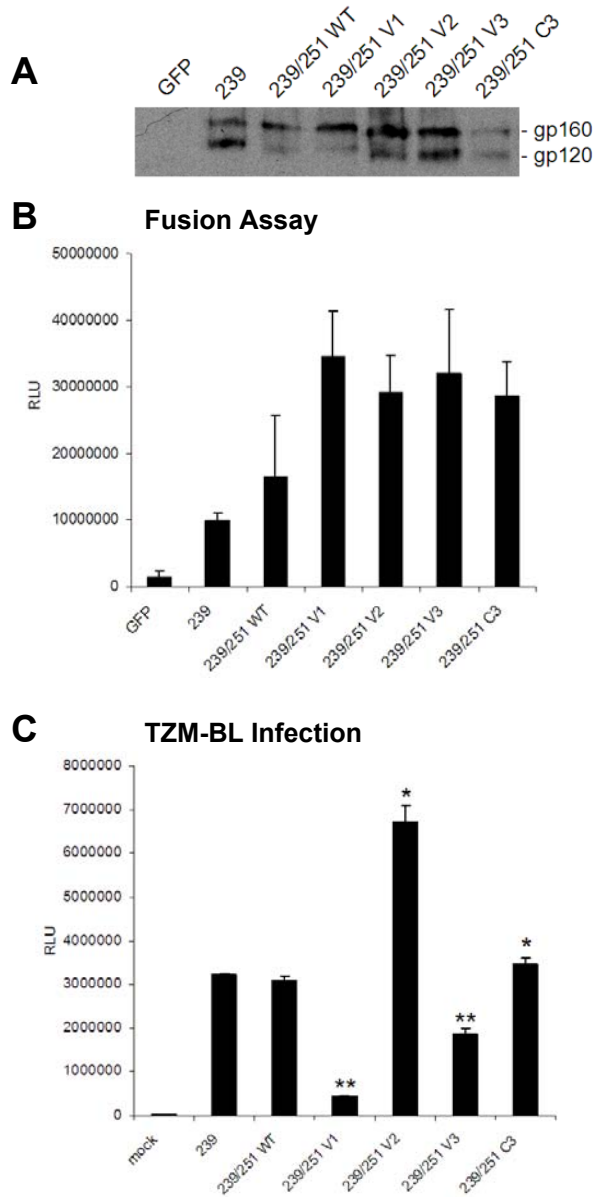 A
GFP
239
239/251 WT
239/251 V1
239/251 V2
239/251 V3
239/251 C3
- gp160
- gp120
B
Fusion Assay
50000000
40000000
30000000
20000000
10000000
0
RLU
GFP
239
239/251 WT
239/251 V1
239/251 V2
239/251 V3
239/251 C3
C
TZM-BL Infection
8000000
7000000
6000000
5000000
4000000
3000000
2000000
1000000
0
RLU
**
*
**
*
mock
239
239/251 WT
239/251 V1
239/251 V2
239/251 V3
239/251 C3